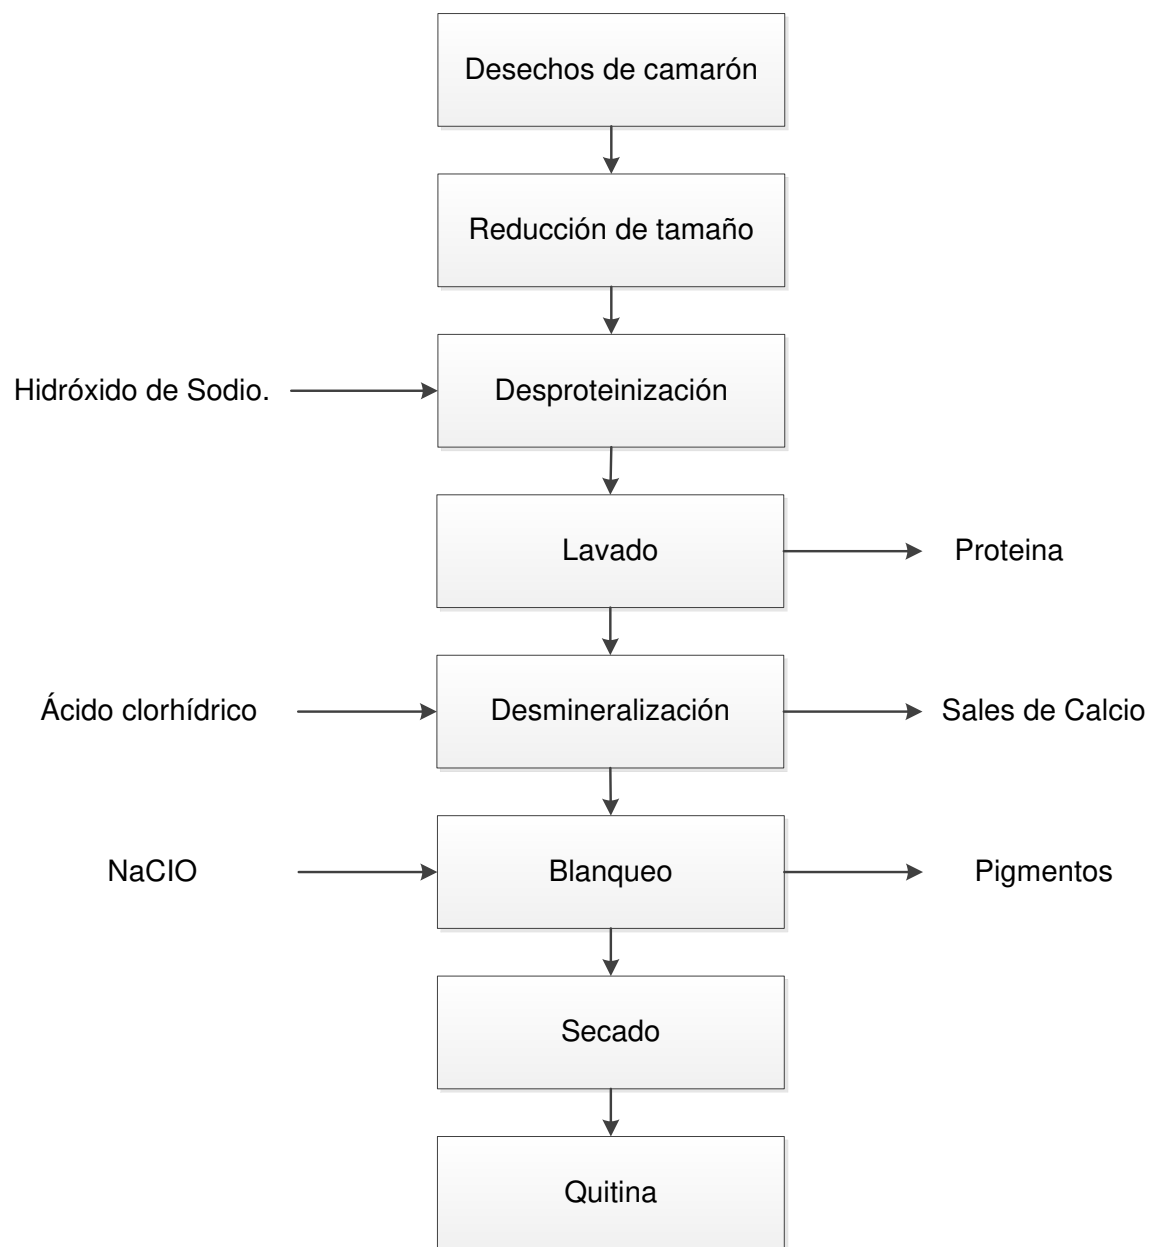 Desechos de camarón
Reducción de tamaño
Hidróxido de Sodio.
Desproteinización
Lavado
Proteina
Ácido clorhídrico
Desmineralización
Sales de Calcio
NaClO
Blanqueo
Pigmentos
Secado
Quitina